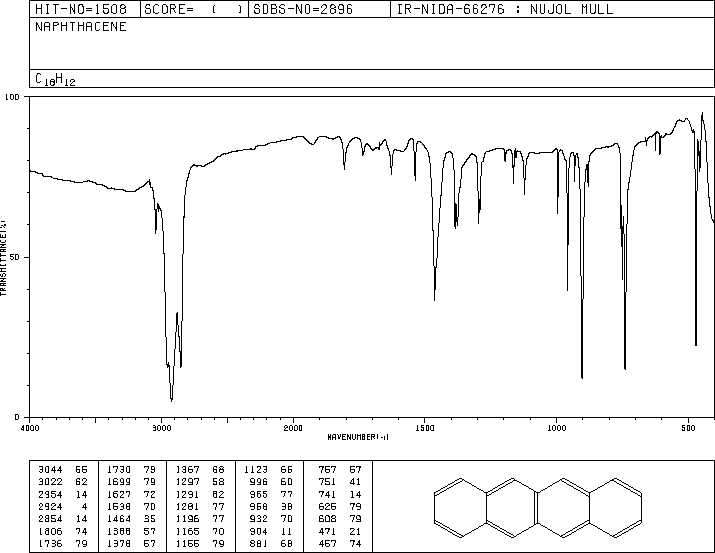 HIT-NO=1508 SCORE= ( ) SDBS-NO=2896 IR-NIDA-66276 : NUJOL MULL
NAPHTHACENE
C18H12
100
50
0
TRANSMITTANCE(%)
4000 3000 2000 1500 1000 500
WAVENUMBER(-1)
3044 55 1730 79 1367 68 1123 66 757 57
3022 62 1699 79 1297 58 996 60 751 41
2954 14 1627 72 1291 62 965 77 741 14
2924 4 1538 70 1281 77 958 38 625 79
2854 14 1464 35 1196 77 932 70 608 79
1806 74 1388 57 1165 70 904 11 471 21
1736 79 1378 57 1155 79 881 68 457 74